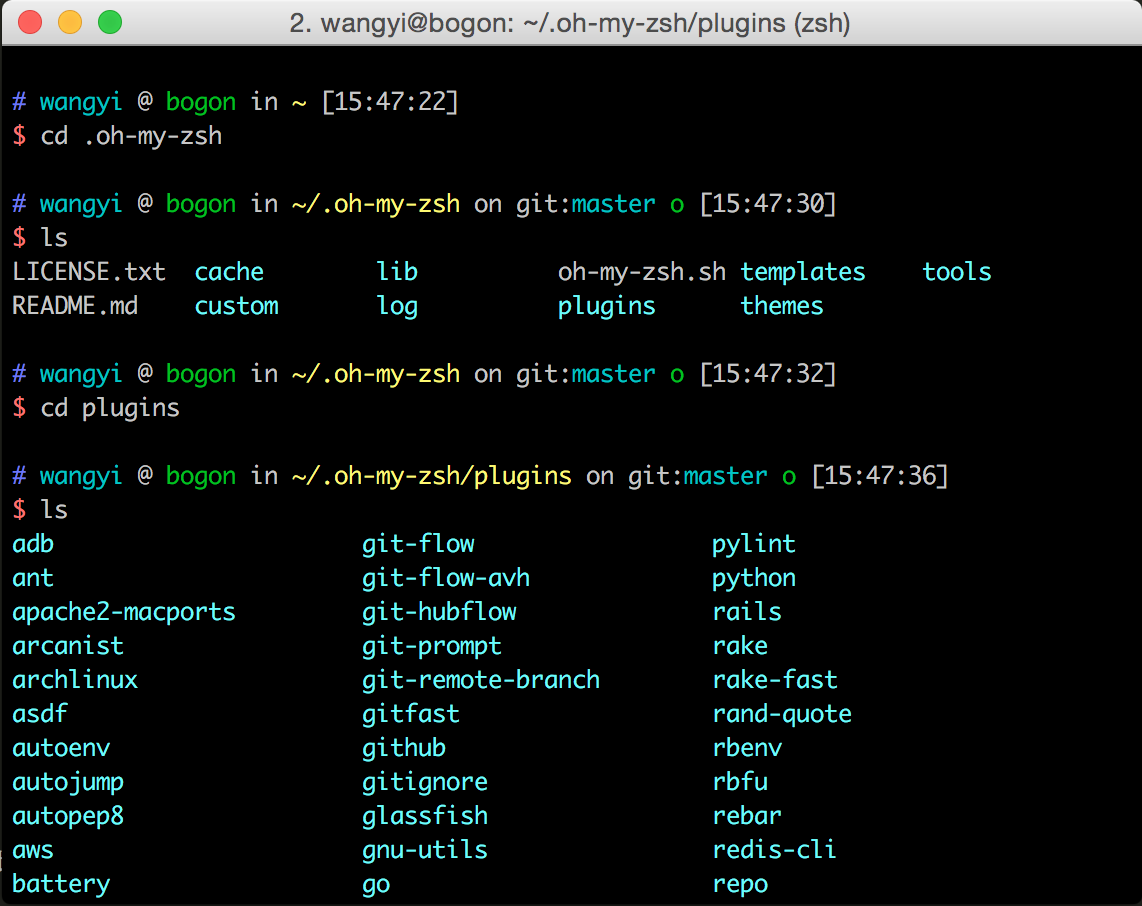 2. wangyi@bogon: ~/.oh-my-zsh/plugins (zsh)
# wangyi @ bogon in ~ [15:47:22]
$ cd .oh-my-zsh
# wangyi @ bogon in ~/.oh-my-zsh on git:master o [15:47:30]
$ ls
LICENSE.txt cache lib oh-my-zsh.sh templates tools
README.md custom log plugins themes
# wangyi @ bogon in ~/.oh-my-zsh on git:master o [15:47:32]
$ cd plugins
# wangyi @ bogon in ~/.oh-my-zsh/plugins on git:master o [15:47:36]
$ ls
adb git-flow pylint
ant git-flow-avh python
apache2-macports git-hubflow rails
arcanist git-prompt rake
archlinux git-remote-branch rake-fast
asdf gitfast rand-quote
autoenv github rbenv
autojump gitignore rbfu
autopep8 glassfish rebar
aws gnu-utils redis-cli
battery go repo